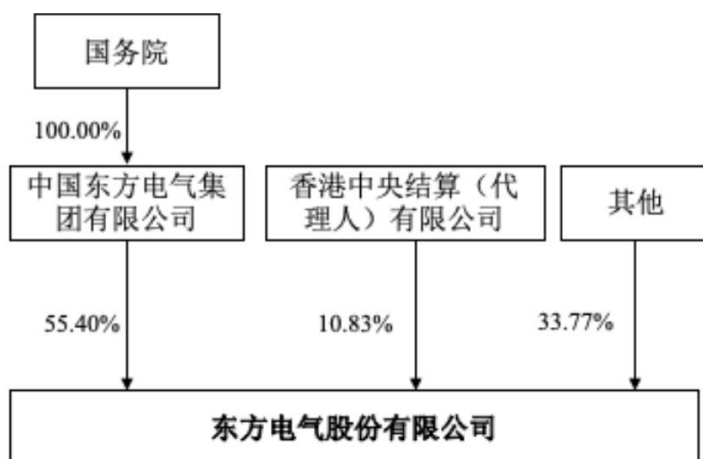 国务院
100.00%
中国东方电气集
团有限公司
香港中央结算（代
理人）有限公司
其他
55.40%
10.83%
33.77%
东方电气股份有限公司